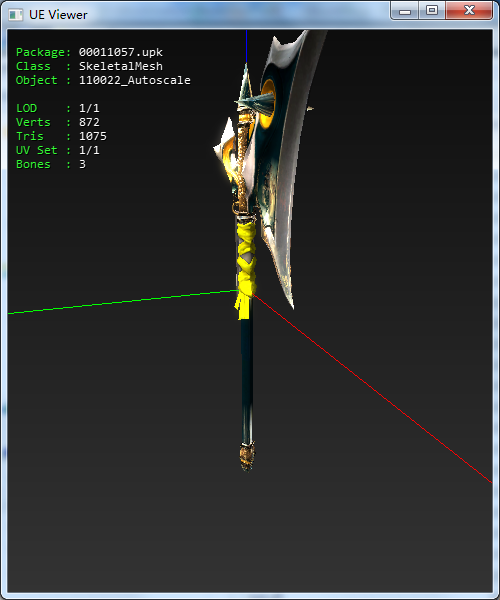 UE Viewer
Package: 00011057.upk
Class  : SkeletalMesh
Object : 110022_Autoscale
LOD    : 1/1
Verts  : 872
Tris   : 1075
UV Set : 1/1
Bones  : 3